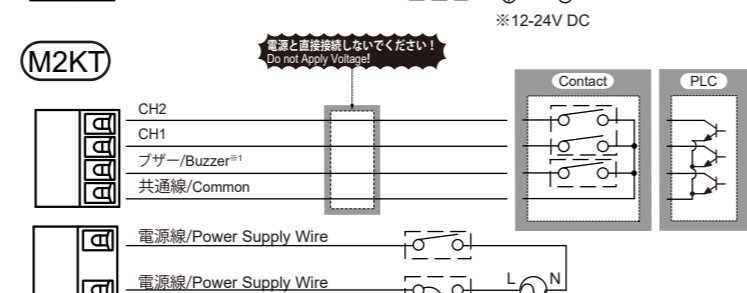 ※12-24V DC
M2KT
電源と直接接続しないでください！
Do not Apply Voltage!
Contact
PLC
CH2
CH1
ブザー/Buzzer※1
共通線/Common
電源線/Power Supply Wire
電源線/Power Supply Wire
L
N